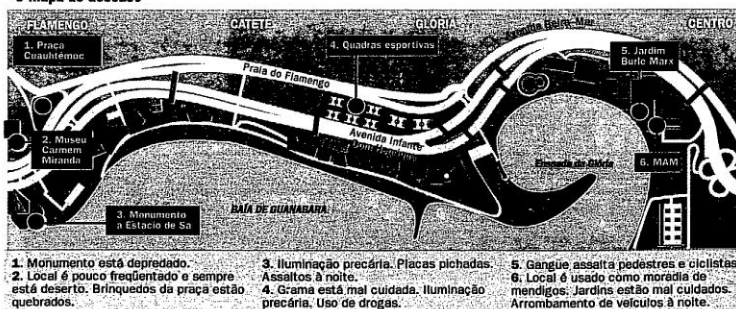 O mapa do descaso
FLAMENGO
CATETE
GLÓRIA
CENTRO
1. Praça
Cuauhtémoc
4. Quadras esportivas
5. Jardim
Burle Marx
Praia do Flamengo
2. Museu
Carmem
Miranda
Avenida Infante
Enseada da Glória
6. MAM
3. Monumento
a Estacio de Sa
BAÍA DE GUANABARA
1. Monumento está depredado.
2. Local é pouco freqüentado e sempre
está deserto. Brinquedos da praça estão
quebrados.
3. Iluminação precária. Placas pichadas.
Assaltos à noite.
4. Grama está mal cuidada. Iluminação
precária. Uso de drogas.
5. Gangue assalta pedestres e ciclistas
6. Local é usado como moradia de
mendigos. Jardins estão mal cuidados.
Arrombamento de veículos à noite.